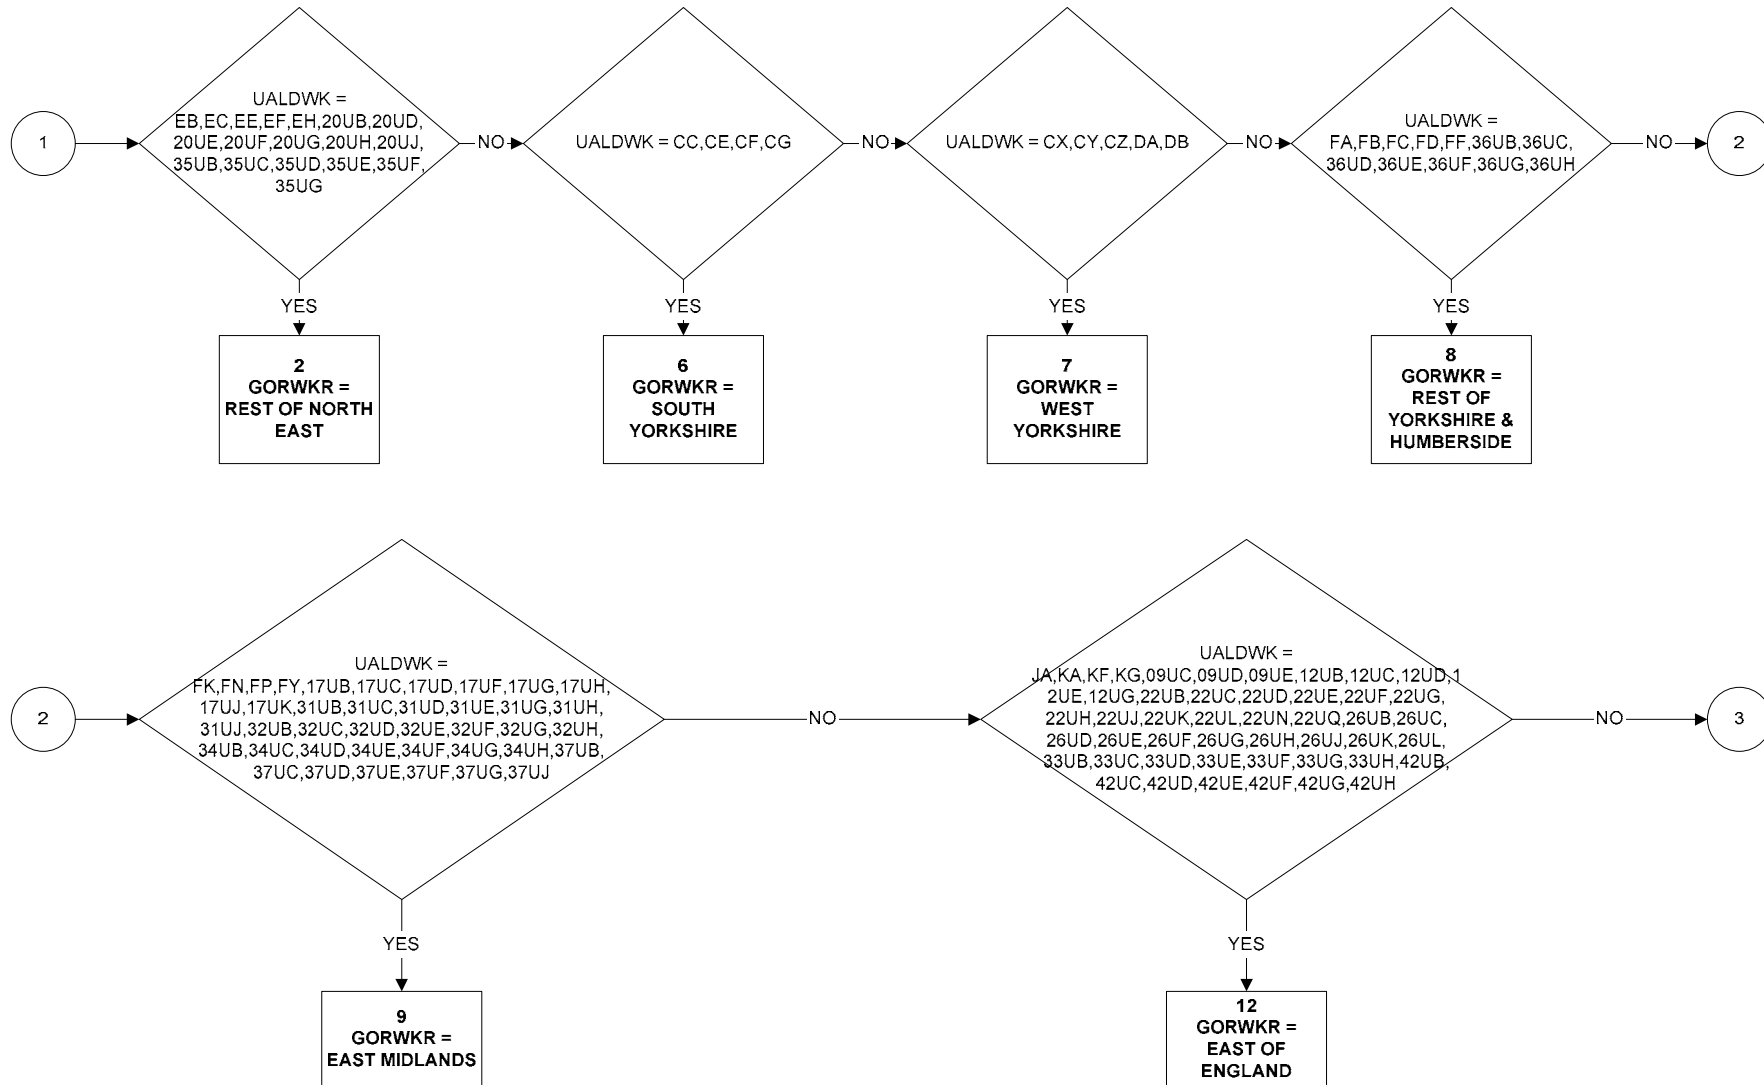 1
UALDWK =
EB,EC,EE,EF,EH,20UB,20UD,
20UE,20UF,20UG,20UH,20UJ,
35UB,35UC,35UD,35UE,35UF,
35UG
NO
UALDWK = CC,CE,CF,CG
NO
UALDWK = CX,CY,CZ,DA,DB
NO
UALDWK =
FA,FB,FC,FD,FF,36UB,36UC,
36UD,36UE,36UF,36UG,36UH
NO
2
YES
YES
YES
YES
2
GORWKR =
REST OF NORTH
EAST
6
GORWKR =
SOUTH
YORKSHIRE
7
GORWKR =
WEST
YORKSHIRE
8
GORWKR =
REST OF
YORKSHIRE &
HUMBERSIDE
2
UALDWK =
FK,FN,FP,FY,17UB,17UC,17UD,17UF,17UG,17UH,
17UJ,17UK,31UB,31UC,31UD,31UE,31UG,31UH,
31UJ,32UB,32UC,32UD,32UE,32UF,32UG,32UH,
34UB,34UC,34UD,34UE,34UF,34UG,34UH,37UB,
37UC,37UD,37UE,37UF,37UG,37UJ
NO
UALDWK =
JA,KA,KF,KG,09UC,09UD,09UE,12UB,12UC,12UD,1
2UE,12UG,22UB,22UC,22UD,22UE,22UF,22UG,
22UH,22UJ,22UK,22UL,22UN,22UQ,26UB,26UC,
26UD,26UE,26UF,26UG,26UH,26UJ,26UK,26UL,
33UB,33UC,33UD,33UE,33UF,33UG,33UH,42UB,
42UC,42UD,42UE,42UF,42UG,42UH
NO
3
YES
YES
9
GORWKR =
EAST MIDLANDS
12
GORWKR =
EAST OF
ENGLAND